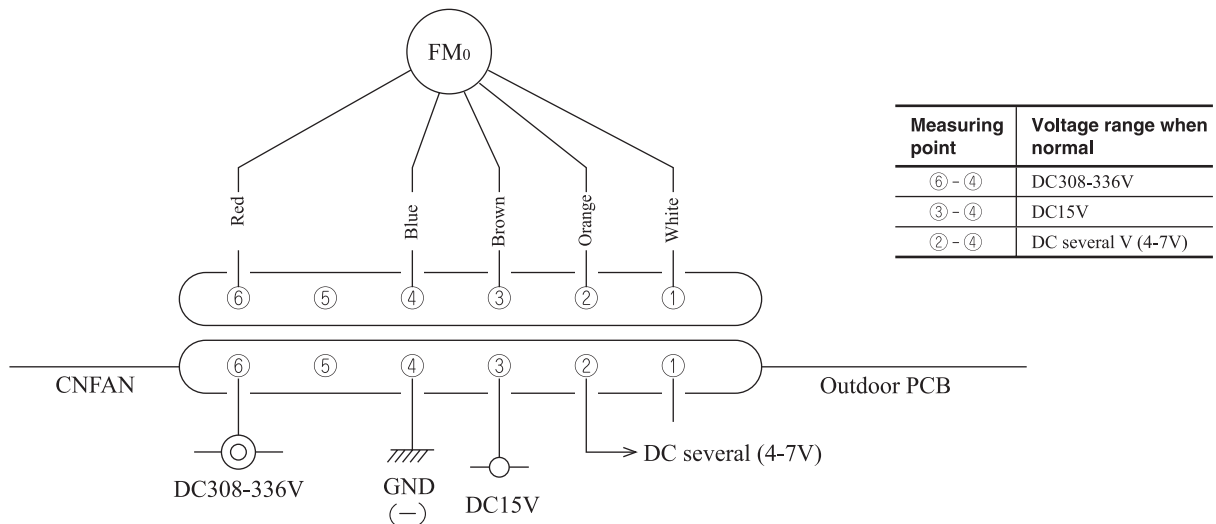 FM₀
Red
Blue
Brown
Orange
White
⑥ ⑤ ④ ③ ② ①
⑥ ⑤ ④ ③ ② ①
CNFAN
Outdoor PCB
DC308-336V
GND
(−)
DC15V
DC several (4-7V)
Measuring point
Voltage range when normal
⑥ - ④ DC308-336V
③ - ④ DC15V
② - ④ DC several V (4-7V)